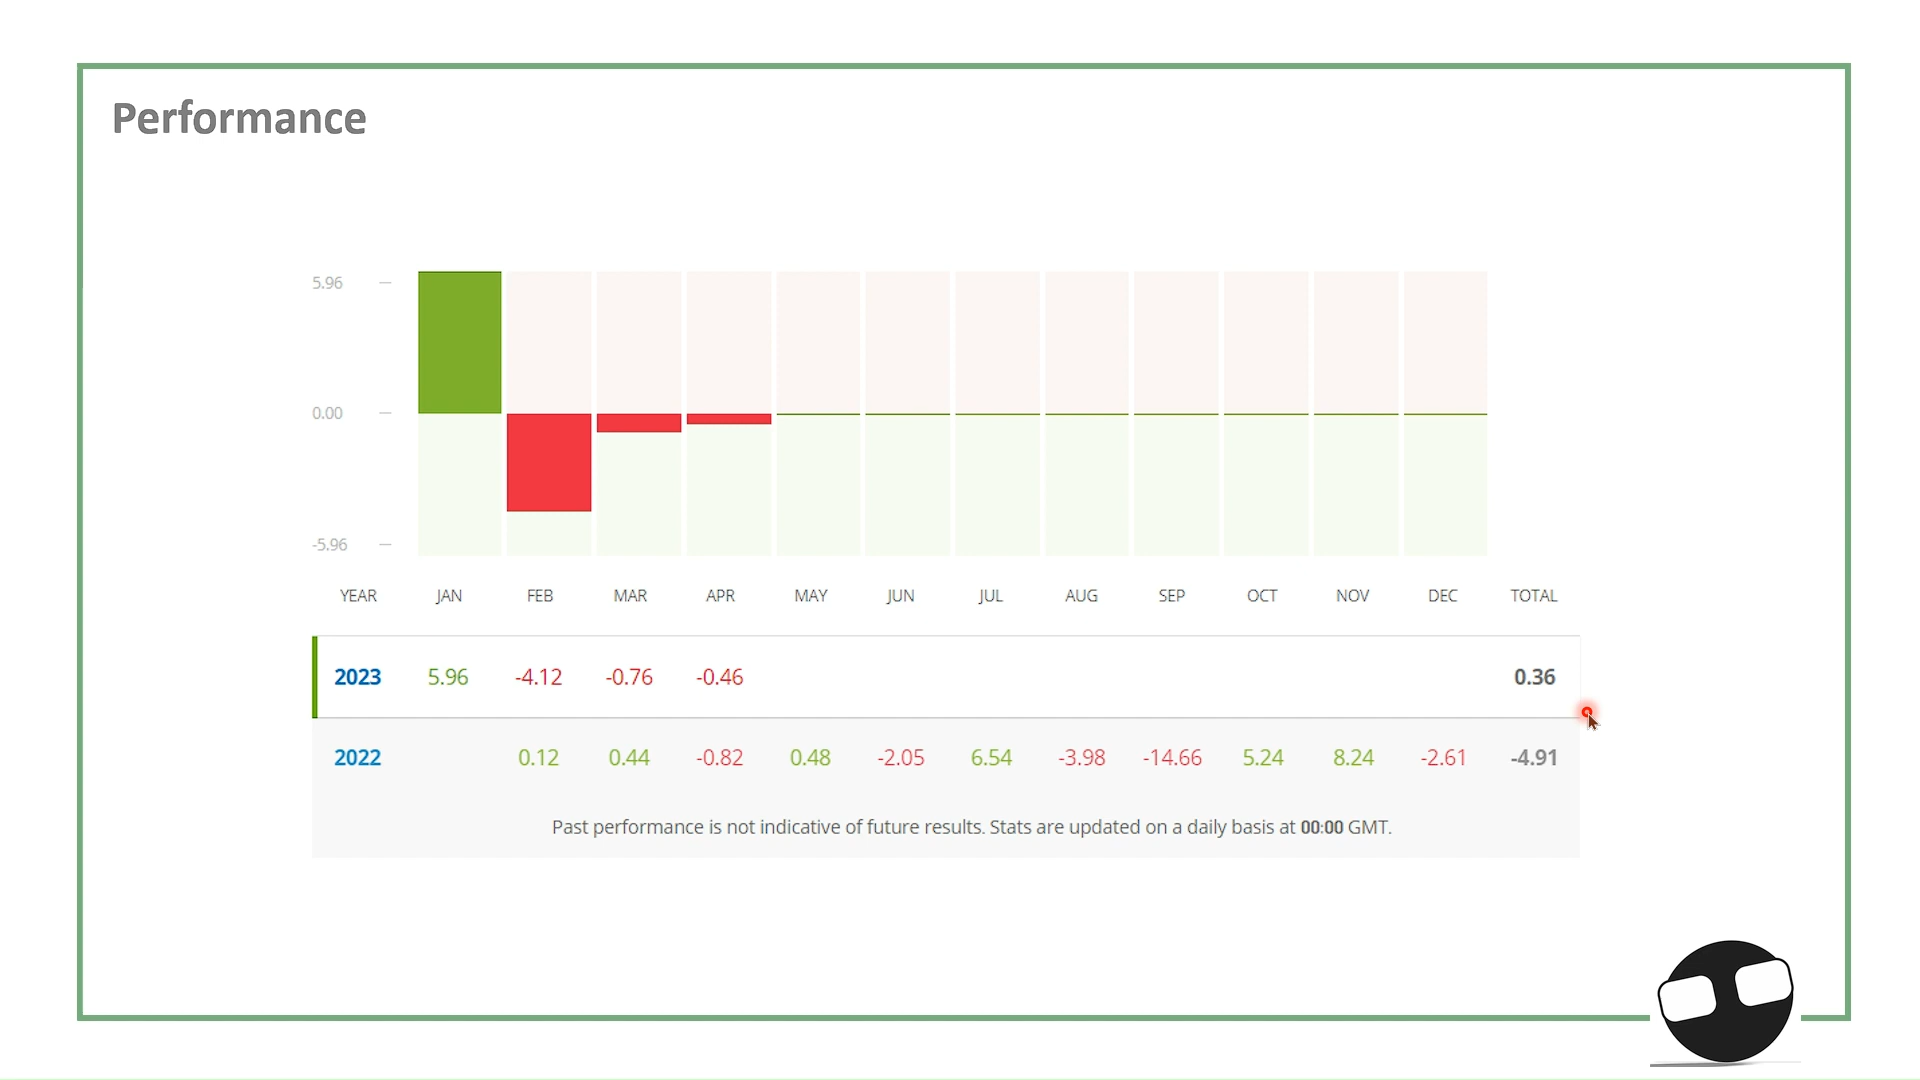 Performance
5.96
0.00
-5.96
YEAR JAN FEB MAR APR MAY JUN JUL AUG SEP OCT NOV DEC TOTAL
2023 5.96 -4.12 -0.76 -0.46 0.36
2022 0.12 0.44 -0.82 0.48 -2.05 6.54 -3.98 -14.66 5.24 8.24 -2.61 -4.91
Past performance is not indicative of future results. Stats are updated on a daily basis at 00:00 GMT.